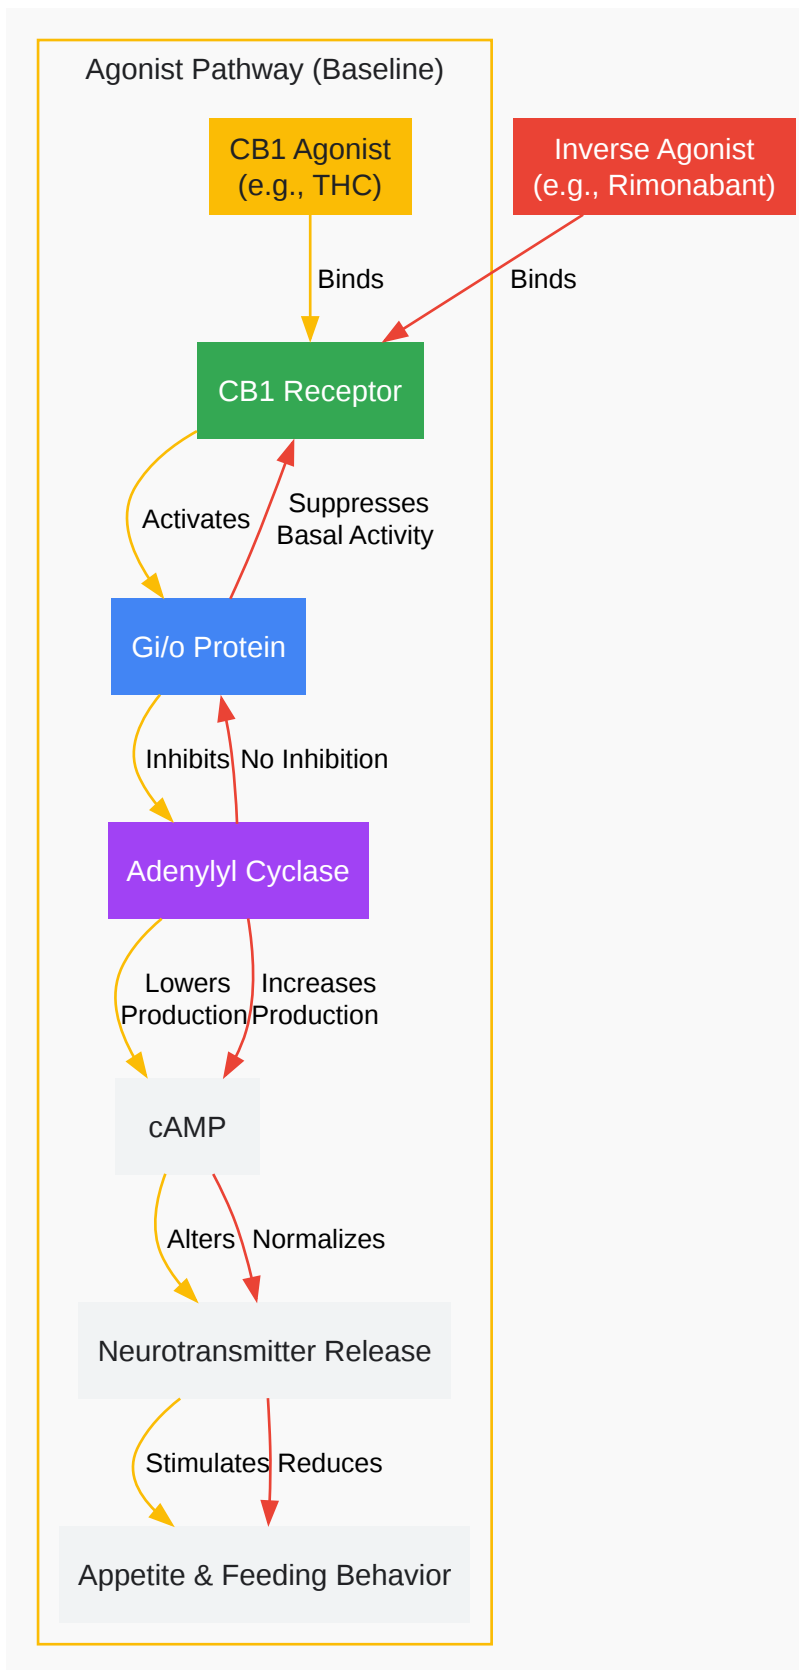 Agonist Pathway (Baseline)
CB1 Agonist
(e.g., THC)
Inverse Agonist
(e.g., Rimonabant)
Binds
Binds
CB1 Receptor
Activates
Suppresses
Basal Activity
Gi/o Protein
Inhibits
No Inhibition
Adenylyl Cyclase
Lowers
Production
Increases
Production
cAMP
Alters
Normalizes
Neurotransmitter Release
Stimulates
Reduces
Appetite & Feeding Behavior